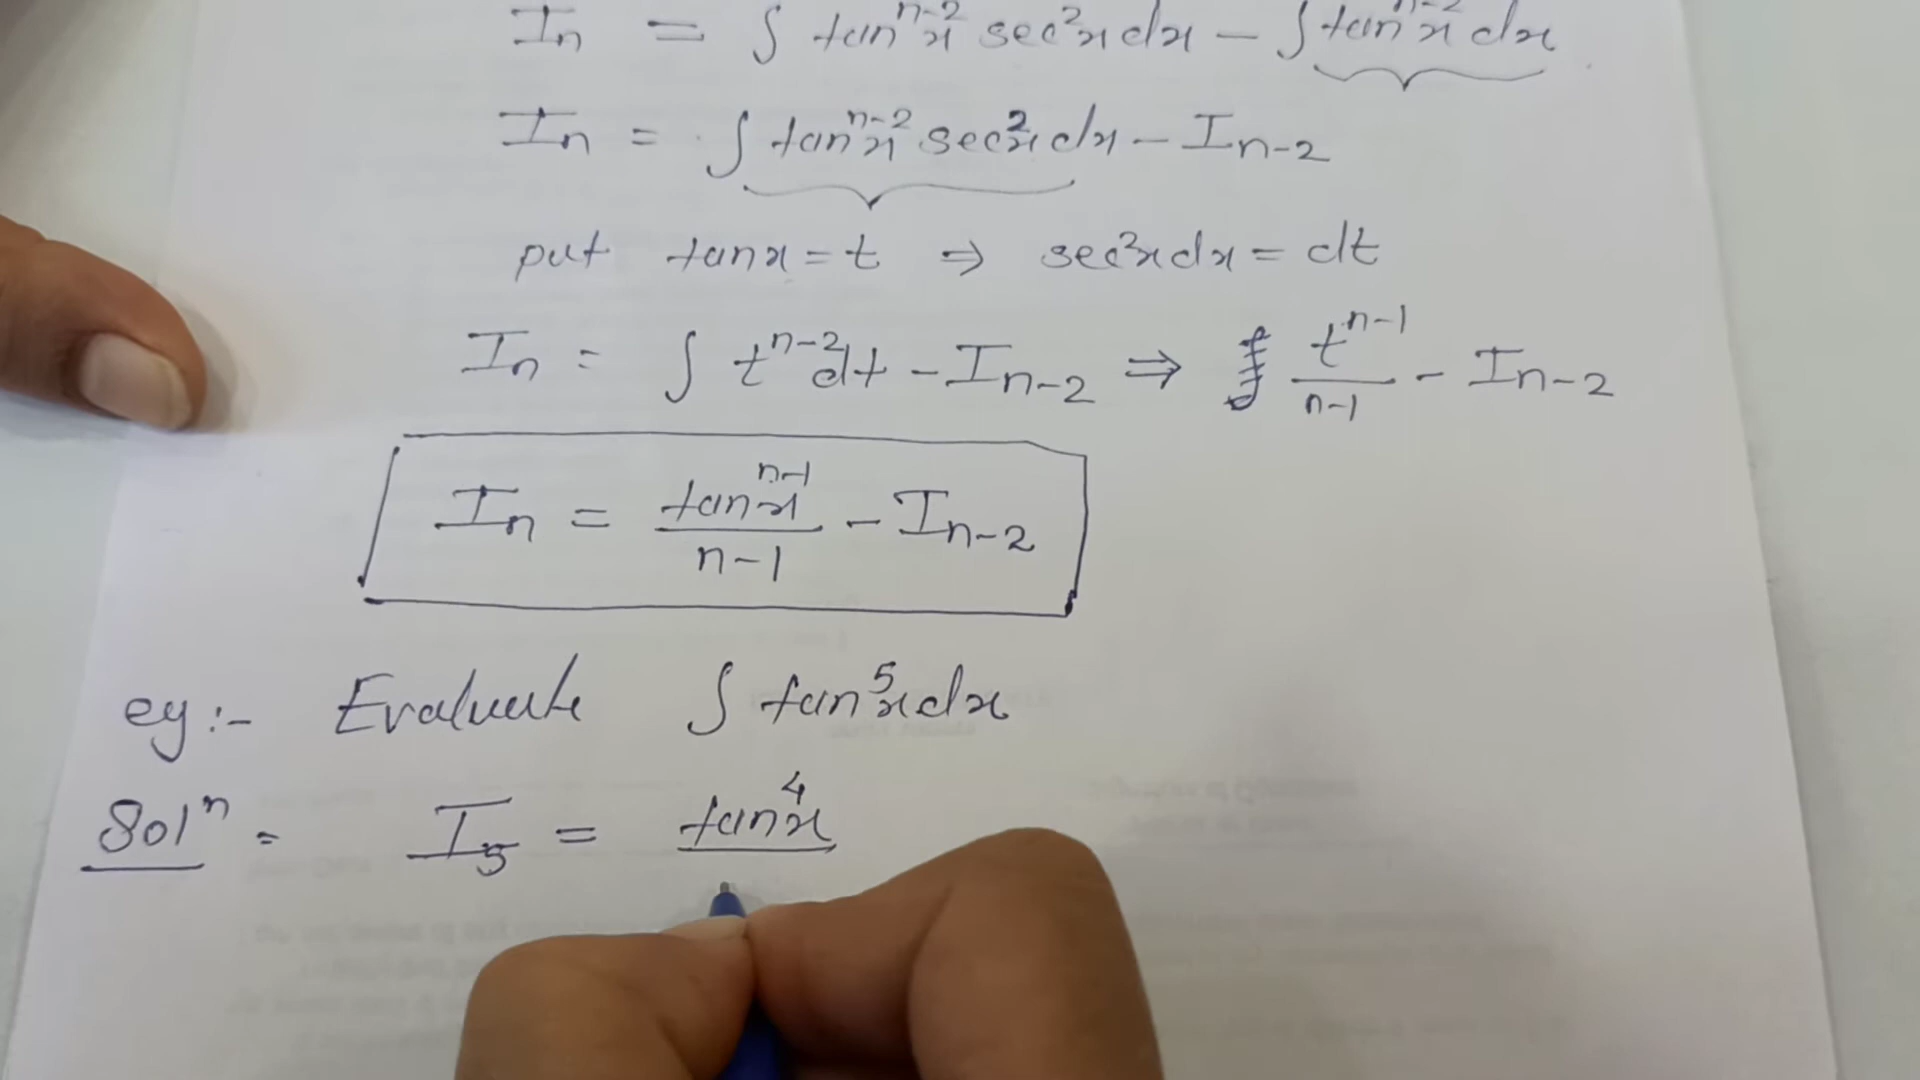 Iₙ = ∫ tanⁿ⁻²x sec²x dx − ∫ tanⁿ⁻²x dx
Iₙ = ∫ tanⁿ⁻²x sec²x dx − Iₙ₋₂
put tanx = t ⇒ sec²x dx = dt
Iₙ = ∫ tⁿ⁻² dt − Iₙ₋₂ ⇒ tⁿ⁻¹/n-1 − Iₙ₋₂
Iₙ = tanⁿ⁻¹x/n-1 − Iₙ₋₂
eg :- Evaluate ∫ tan⁵x dx
Solⁿ = I₅ = tan⁴x